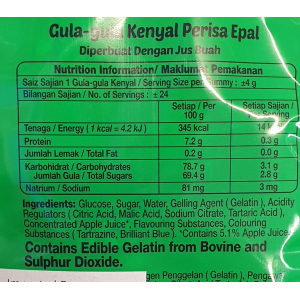 Gula-gula Kenyal Perisa Epal
Diperbuat Dengan Jus Buah
Nutrition Information/ Maklumat Pemakanan
Saiz Sajian 1 Gula-gula Kenyal / Serving Size per Gummy : ±4g
Bilangan Sajian / No. of Servings : ± 24
Setiap / Per 100 g Setiap Sajian / Per
Tenaga / Energy ( 1 kcal = 4.2 kJ ) 345 kcal 14
Protein 7.2 g 0.3 g
Jumlah Lemak / Total Fat 0.2 g 0.0 g
Karbohidrat / Carbohydrates 78.7 g 3.1 g
Jumlah Gula / Total Sugars 69.4 g 2.8 g
Natrium / Sodium 81 mg 3 mg
Ingredients: Glucose, Sugar, Water, Gelling Agent ( Gelatin ), Acidity
Regulators ( Citric Acid, Malic Acid, Sodium Citrate, Tartaric Acid ),
Concentrated Apple Juice*, Flavouring Substances, Colouring
Substances ( Tartrazine, Brilliant Blue ). *Contains 5.1% Apple Juice.
Contains Edible Gelatin from Bovine and
Sulphur Dioxide.
Penggelan ( Gelatin ),